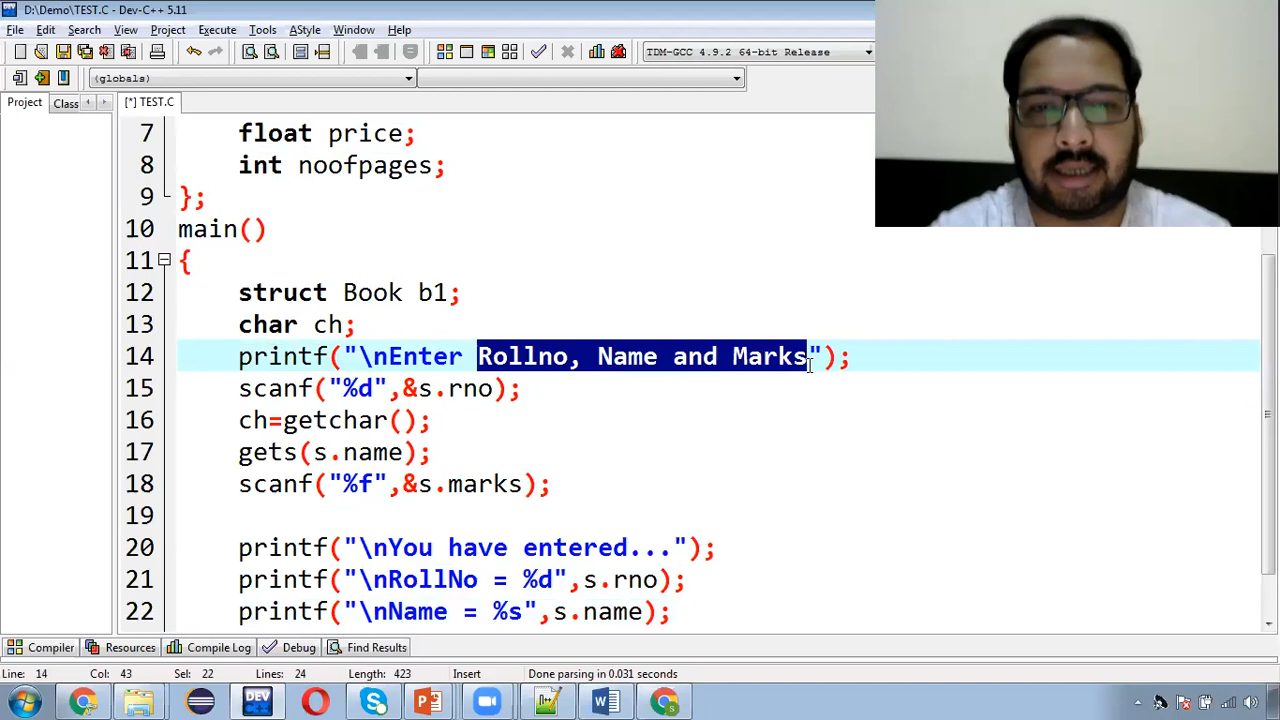 D:\Demo\TEST.C - Dev-C++ 5.11
File Edit Search View Project Execute Tools AStyle Window Help
TDM-GCC 4.9.2 64-bit Release
(globals)
Project Class [*] TEST.C
7 float price;
8 int noofpages;
9 };
10 main()
11 {
12 struct Book b1;
13 char ch;
14 printf("\nEnter Rollno, Name and Marks");
15 scanf("%d",&s.rno);
16 ch=getchar();
17 gets(s.name);
18 scanf("%f",&s.marks);
19
20 printf("\nYou have entered...");
21 printf("\nRollNo = %d",s.rno);
22 printf("\nName = %s",s.name);
Compiler Resources Compile Log Debug Find Results
Line: 14 Col: 43 Sel: 22 Lines: 24 Length: 423 Insert Done parsing in 0.031 seconds
DEV